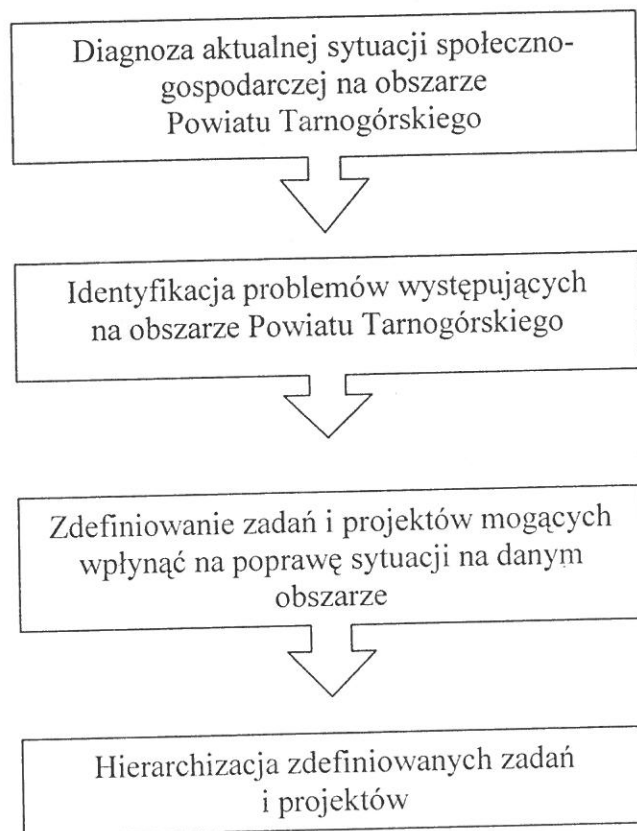 Diagnoza aktualnej sytuacji społeczno-
gospodarczej na obszarze
Powiatu Tarnogórskiego
Identyfikacja problemów występujących
na obszarze Powiatu Tarnogórskiego
Zdefiniowanie zadań i projektów mogących
wpłynąć na poprawę sytuacji na danym
obszarze
Hierarchizacja zdefiniowanych zadań
i projektów